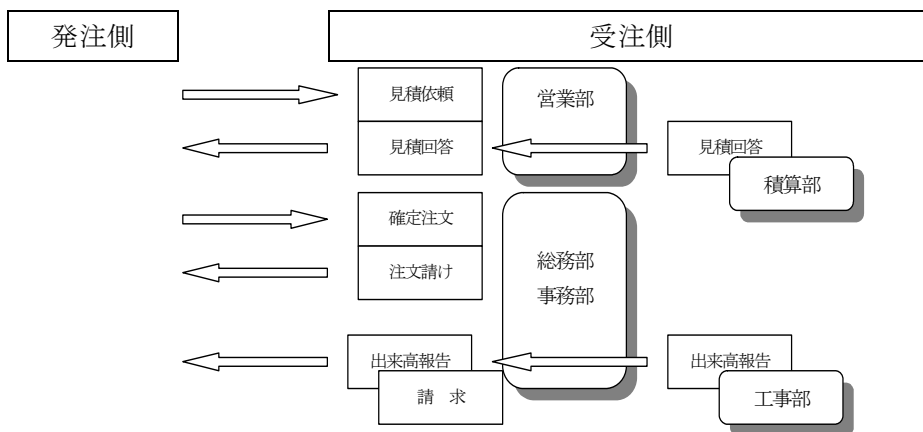 発注側
受注側
見積依頼
営業部
見積回答
見積回答
積算部
確定注文
注文請け
総務部
事務部
出来高報告
出来高報告
請　求
工事部